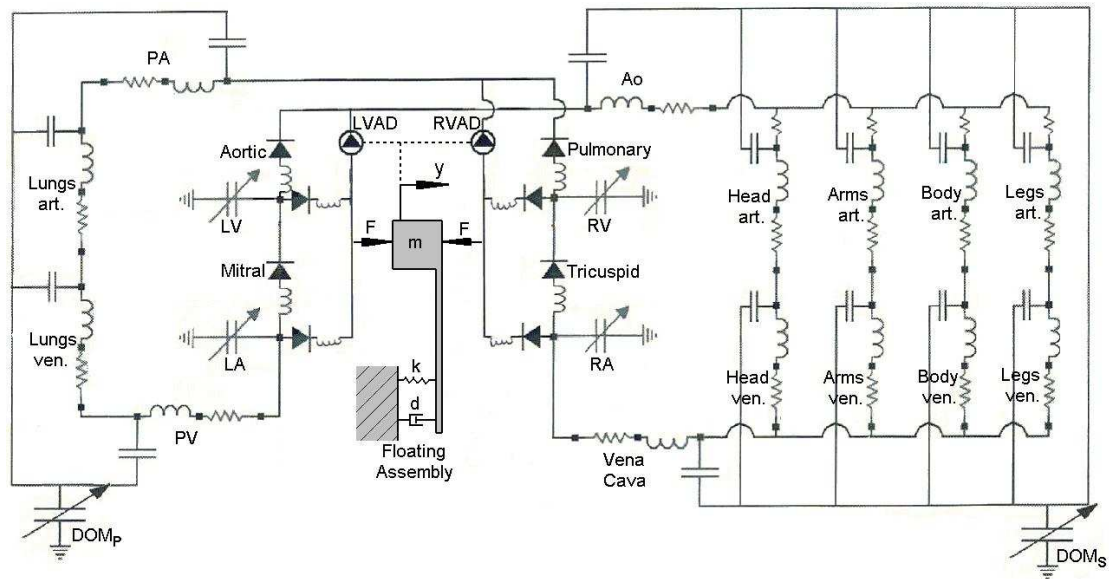 PA
Ao
LVAD
RVAD
Aortic
Pulmonary
y
Lungs
art.
Head
art.
Arms
art.
Body
art.
Legs
art.
LV
F
m
F
RV
Mitral
Tricuspid
Lungs
ven.
LA
RA
k
d
Head
ven.
Arms
ven.
Body
ven.
Legs
ven.
PV
Floating
Assembly
Vena
Cava
DOMP
DOMS